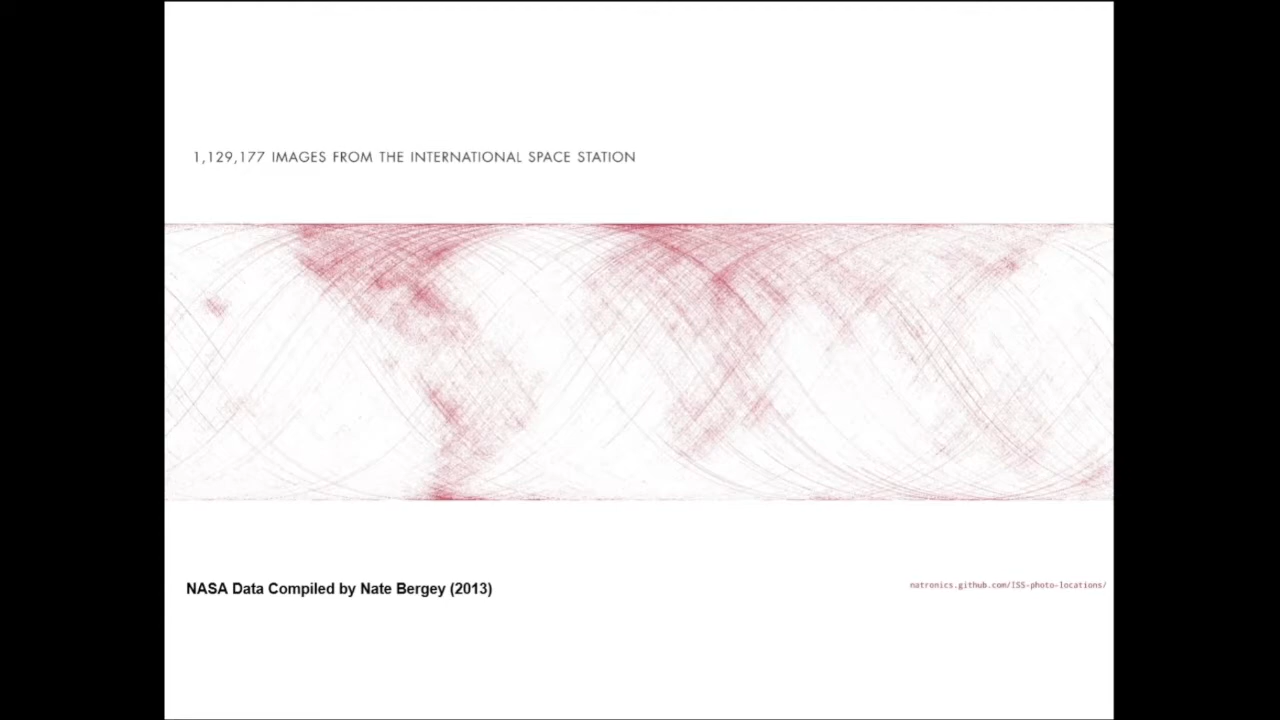 1,129,177 IMAGES FROM THE INTERNATIONAL SPACE STATION
NASA Data Compiled by Nate Bergey (2013)
natronics.github.com/ISS-photo-locations/